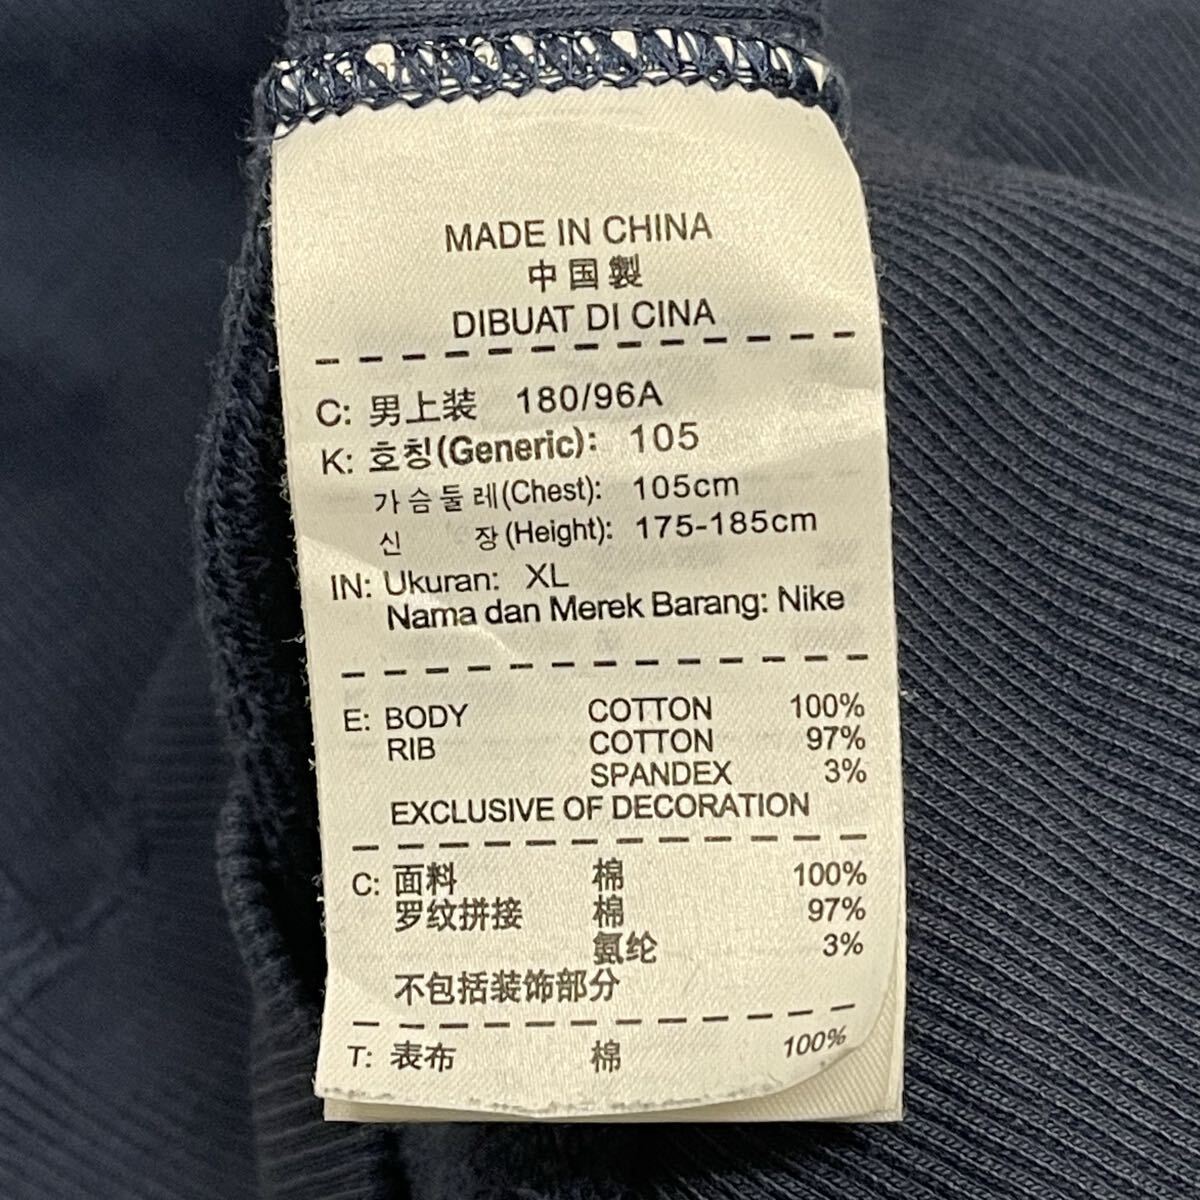 MADE IN CHINA
中国製
DIBUAT DI CINA
C: 男上装 180/96A
K: 호칭(Generic): 105
가슴둘레(Chest): 105cm
신 장(Height): 175-185cm
IN: Ukuran: XL
Nama dan Merek Barang: Nike
E: BODY COTTON 100%
RIB COTTON 97%
SPANDEX 3%
EXCLUSIVE OF DECORATION
C: 面料 棉 100%
罗纹拼接 棉 97%
氨纶 3%
不包括装饰部分
T: 表布 棉 100%